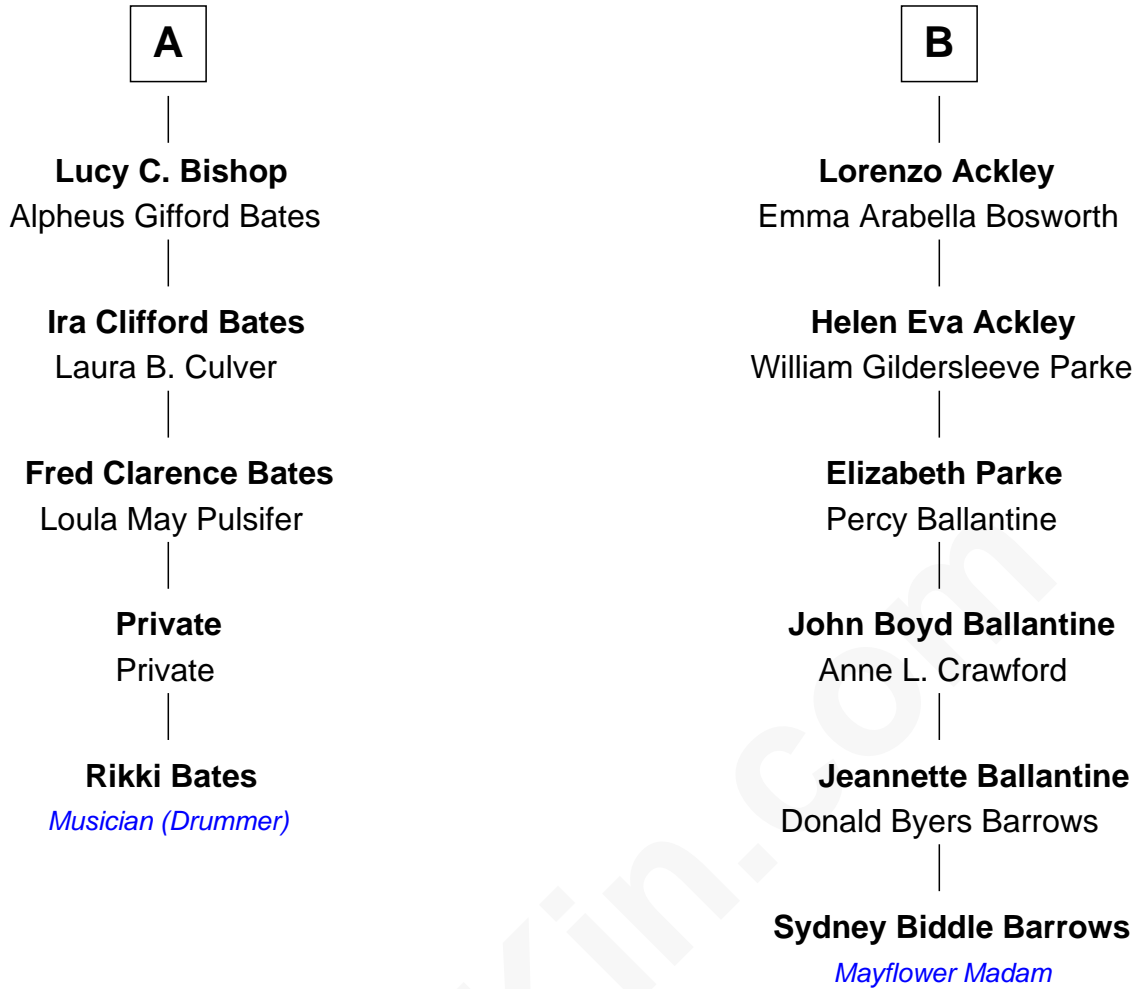 A
Lucy C. Bishop
Alpheus Gifford Bates
Ira Clifford Bates
Laura B. Culver
Fred Clarence Bates
Loula May Pulsifer
Private
Private
Rikki Bates
Musician (Drummer)
B
Lorenzo Ackley
Emma Arabella Bosworth
Helen Eva Ackley
William Gildersleeve Parke
Elizabeth Parke
Percy Ballantine
John Boyd Ballantine
Anne L. Crawford
Jeannette Ballantine
Donald Byers Barrows
Sydney Biddle Barrows
Mayflower Madam
Kin.com